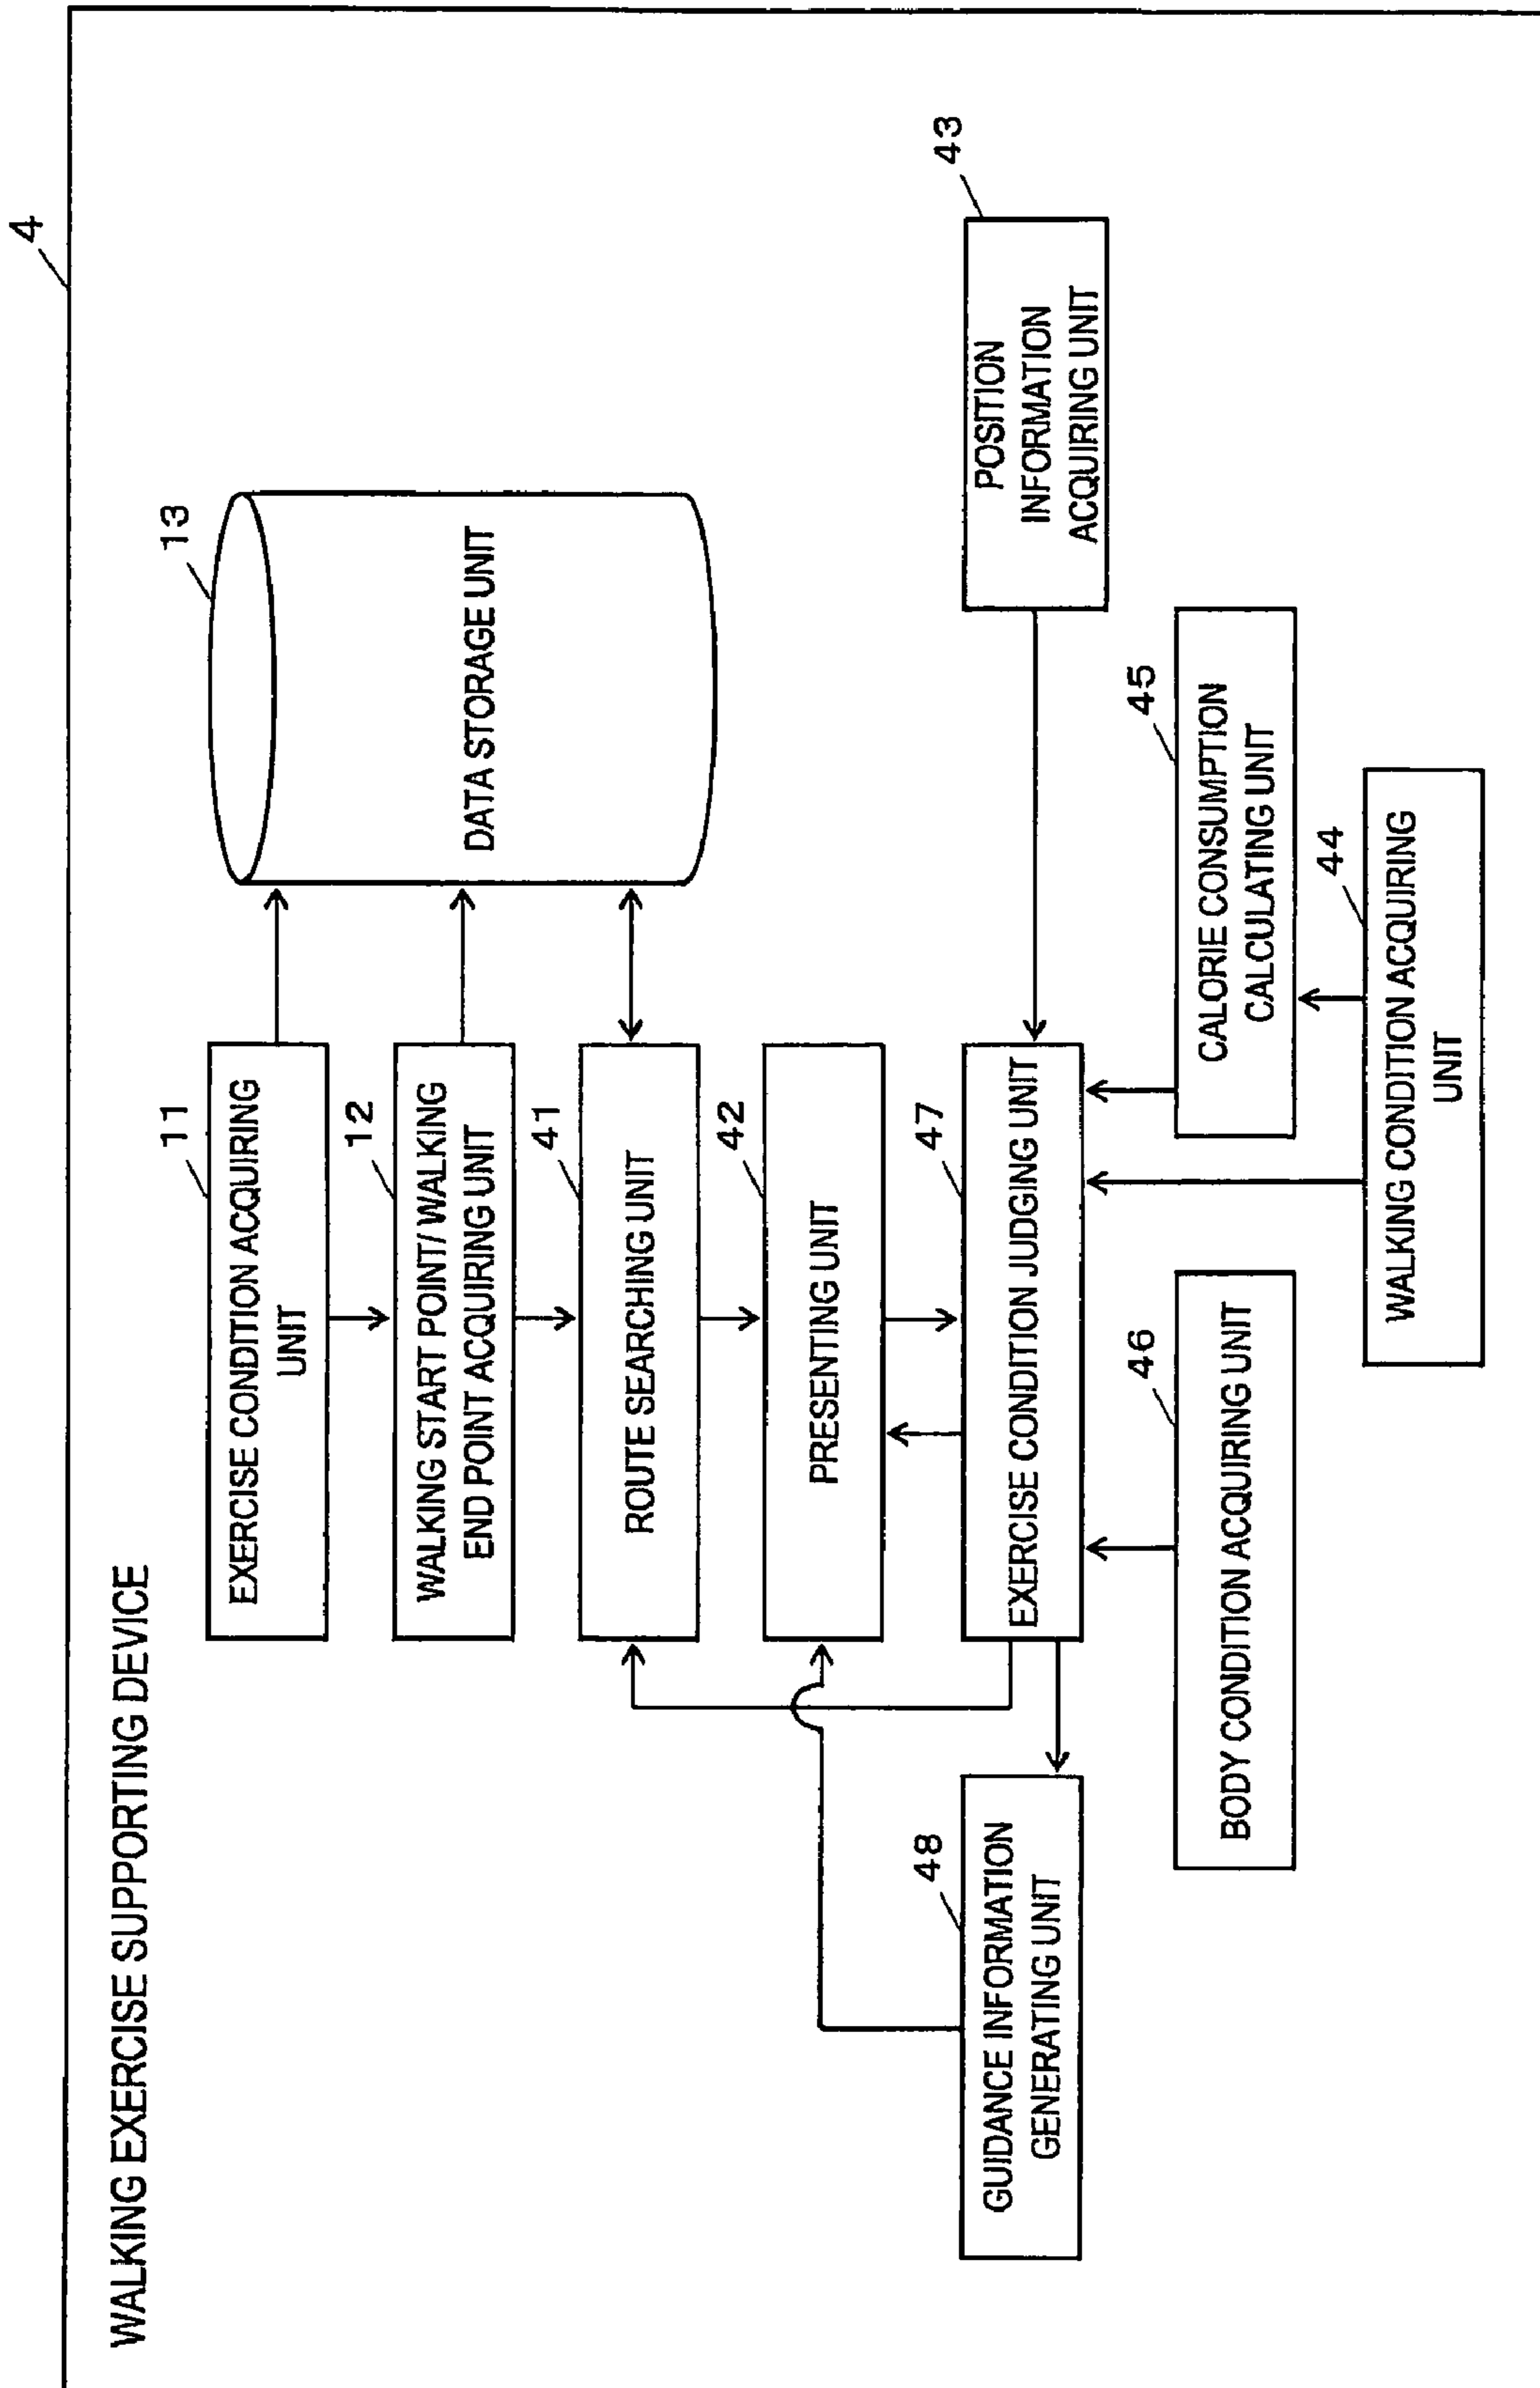 4
WALKING EXERCISE SUPPORTING DEVICE
11
EXERCISE CONDITION ACQUIRING
UNIT
13
DATA STORAGE UNIT
12
WALKING START POINT/WALKING
END POINT ACQUIRING UNIT
41
ROUTE SEARCHING UNIT
42
PRESENTING UNIT
43
POSITION
INFORMATION
ACQUIRING UNIT
47
EXERCISE CONDITION JUDGING UNIT
48
GUIDANCE INFORMATION
GENERATING UNIT
45
CALORIE CONSUMPTION
CALCULATING UNIT
46
BODY CONDITION ACQUIRING UNIT
44
WALKING CONDITION ACQUIRING
UNIT